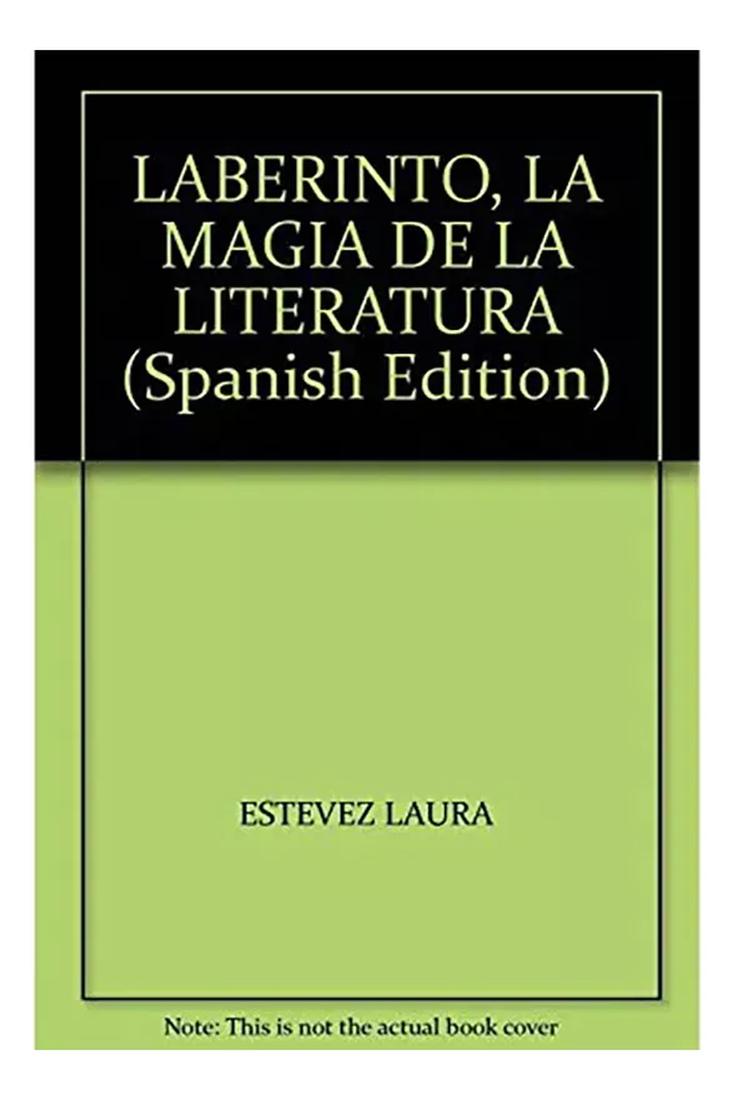 LABERINTO, LA
MAGIA DE LA
LITERATURA
(Spanish Edition)
ESTEVEZ LAURA
Note: This is not the actual book cover